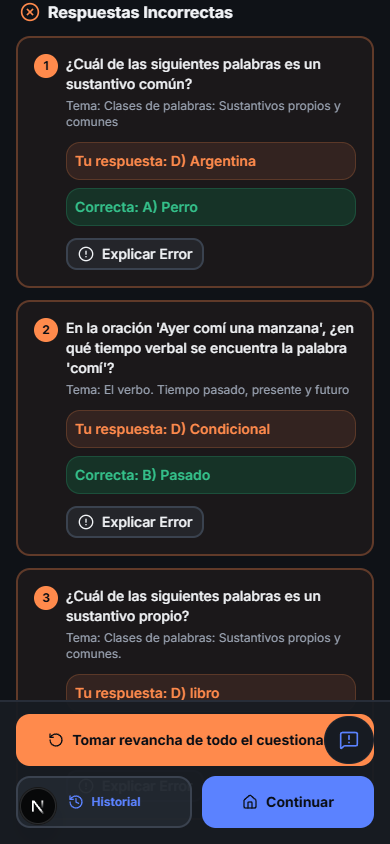 Respuestas Incorrectas
1
¿Cuál de las siguientes palabras es un
sustantivo común?
Tema: Clases de palabras: Sustantivos propios y
comunes
Tu respuesta: D) Argentina
Correcta: A) Perro
Explicar Error
2
En la oración 'Ayer comí una manzana', ¿en
qué tiempo verbal se encuentra la palabra
'comí'?
Tema: El verbo. Tiempo pasado, presente y futuro
Tu respuesta: D) Condicional
Correcta: B) Pasado
Explicar Error
3
¿Cuál de las siguientes palabras es un
sustantivo propio?
Tema: Clases de palabras: Sustantivos propios y
comunes.
Tu respuesta: D) libro
Tomar revancha de todo el cuestiona
Explicar Error
N
Historial
Continuar